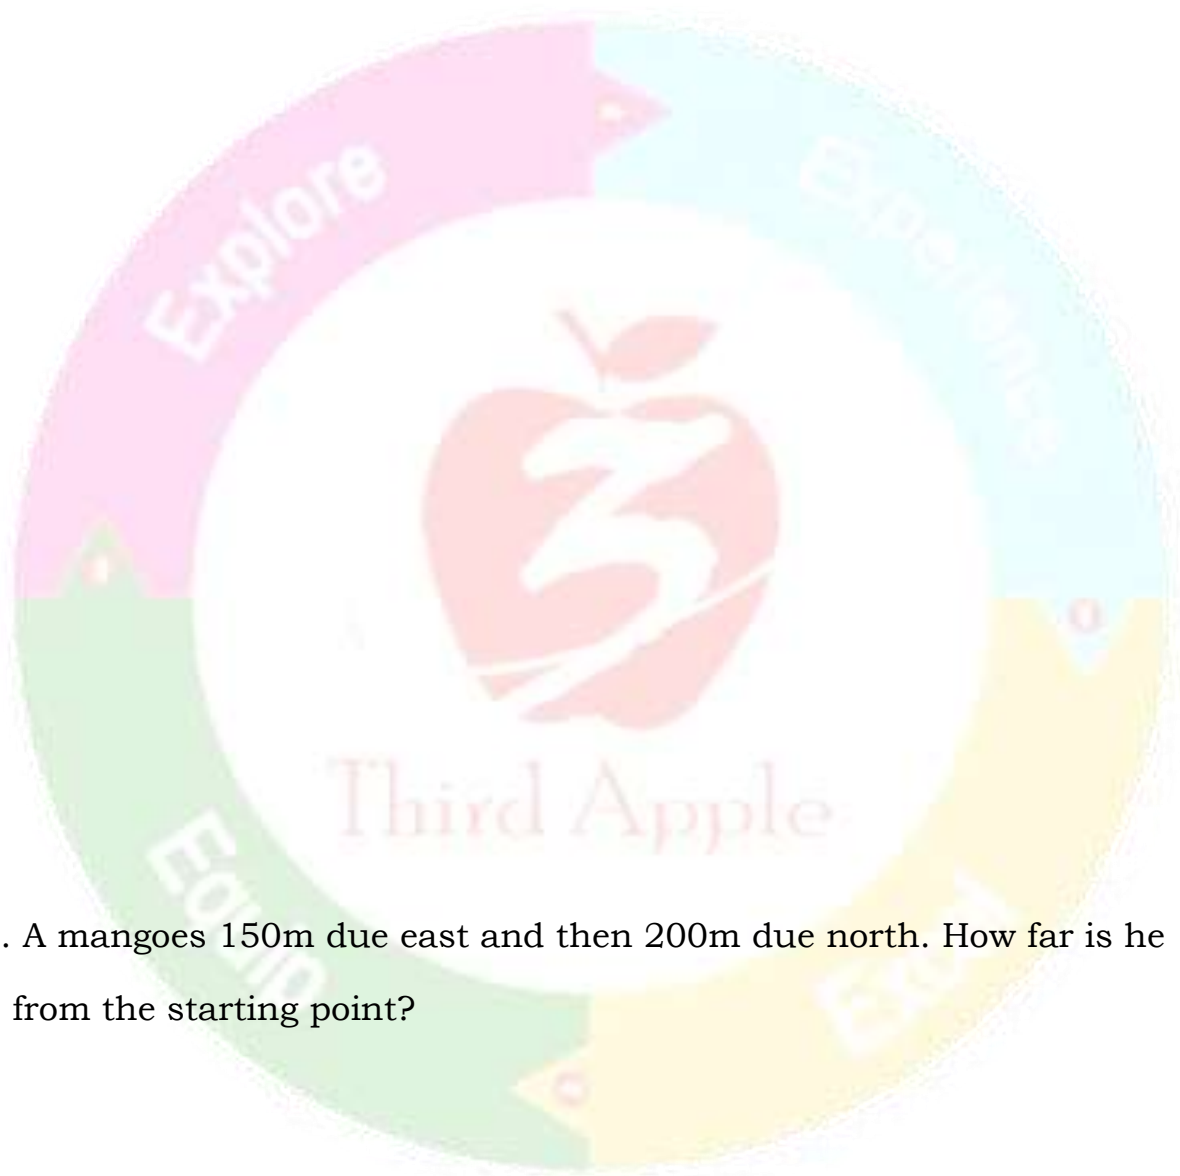 Explore
Experience
3
Third Apple
Equip
Excel
. A mangoes 150m due east and then 200m due north. How far is he
from the starting point?